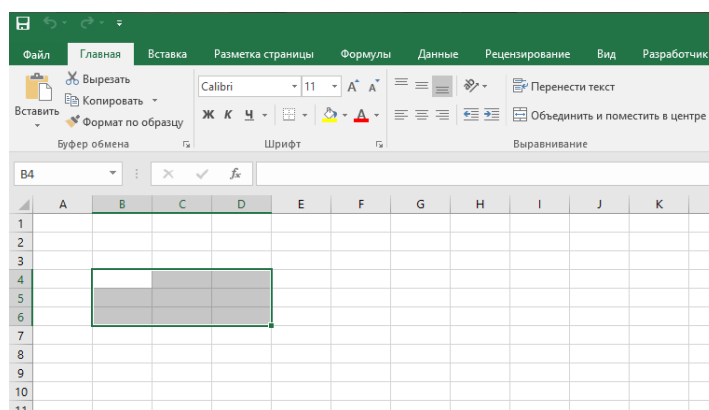 Файл Главная Вставка Разметка страницы Формулы Данные Рецензирование Вид Разработчик
Вставить
Вырезать
Копировать
Формат по образцу
Буфер обмена
Calibri 11 А А
Ж К Ч А
Шрифт
Перенести текст
Объединить и поместить в центре
Выравнивание
B4 fx
A B C D E F G H I J K
1
2
3
4
5
6
7
8
9
10
11